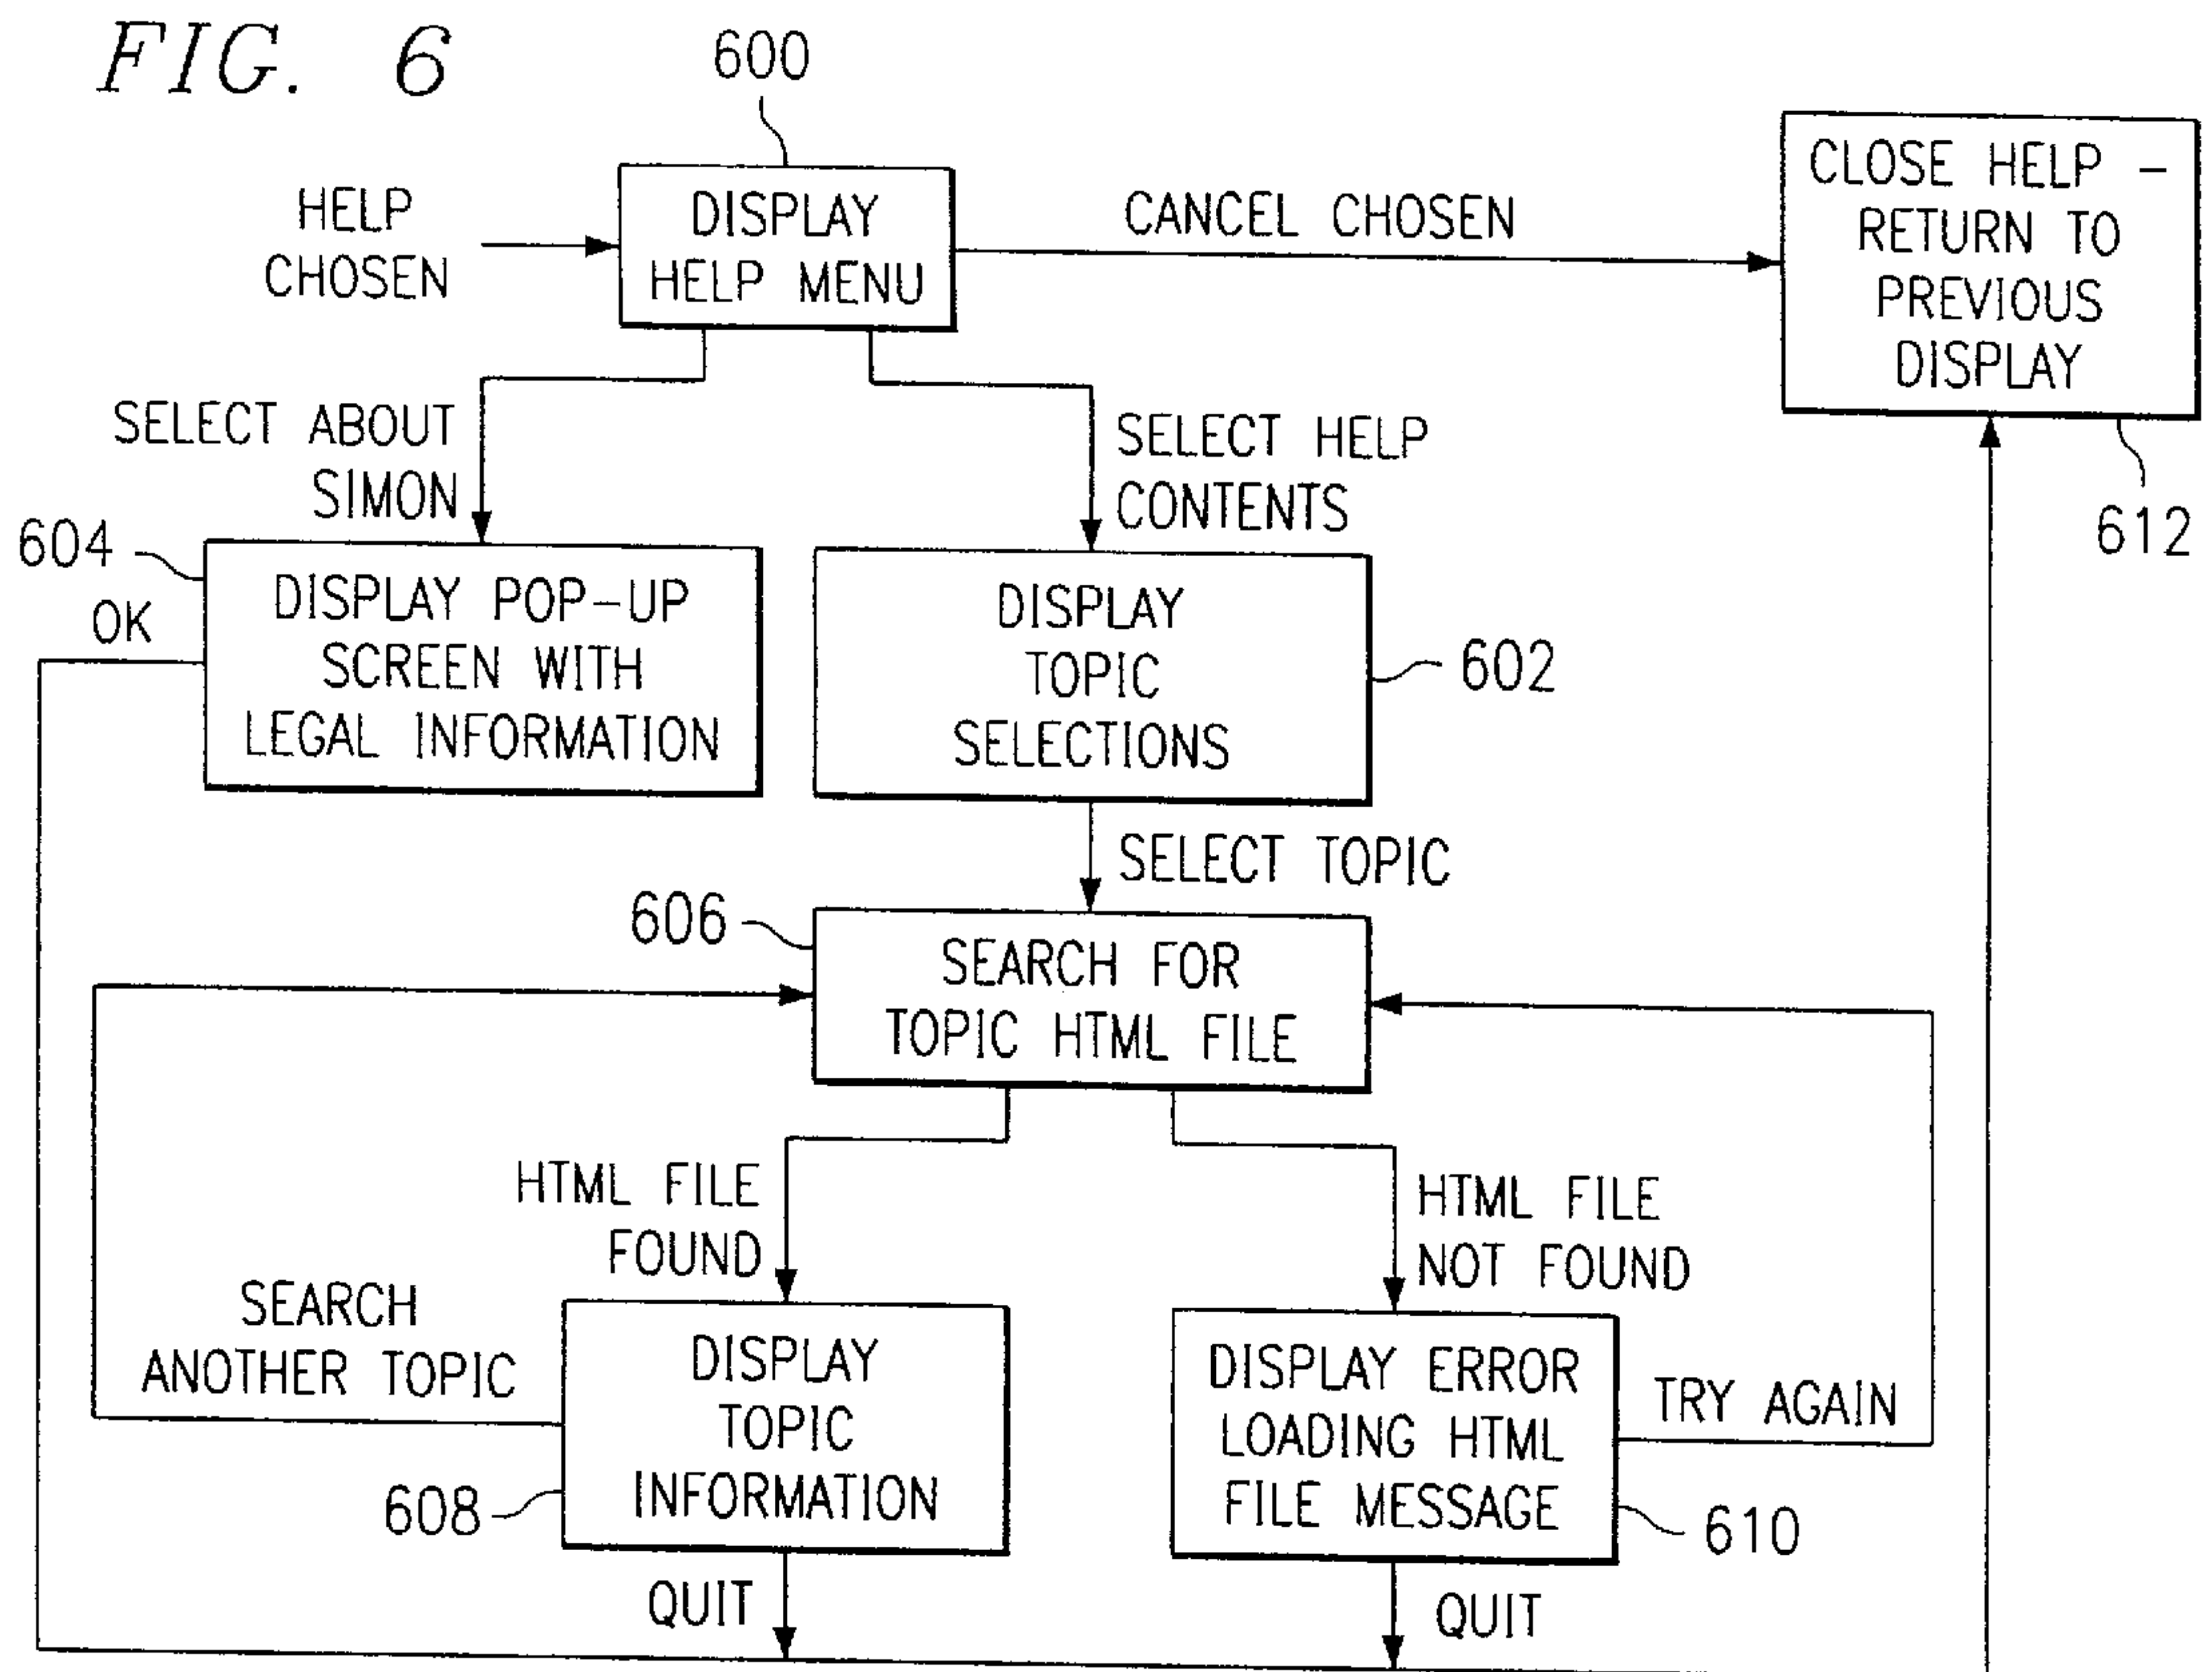 FIG. 6
600
HELP
CHOSEN
DISPLAY
HELP MENU
CANCEL CHOSEN
CLOSE HELP –
RETURN TO
PREVIOUS
DISPLAY
612
SELECT ABOUT
SIMON
SELECT HELP
CONTENTS
604
OK
DISPLAY POP-UP
SCREEN WITH
LEGAL INFORMATION
DISPLAY
TOPIC
SELECTIONS
602
SELECT TOPIC
606
SEARCH FOR
TOPIC HTML FILE
HTML FILE
FOUND
HTML FILE
NOT FOUND
SEARCH
ANOTHER TOPIC
DISPLAY
TOPIC
INFORMATION
608
DISPLAY ERROR
LOADING HTML
FILE MESSAGE
TRY AGAIN
610
QUIT
QUIT